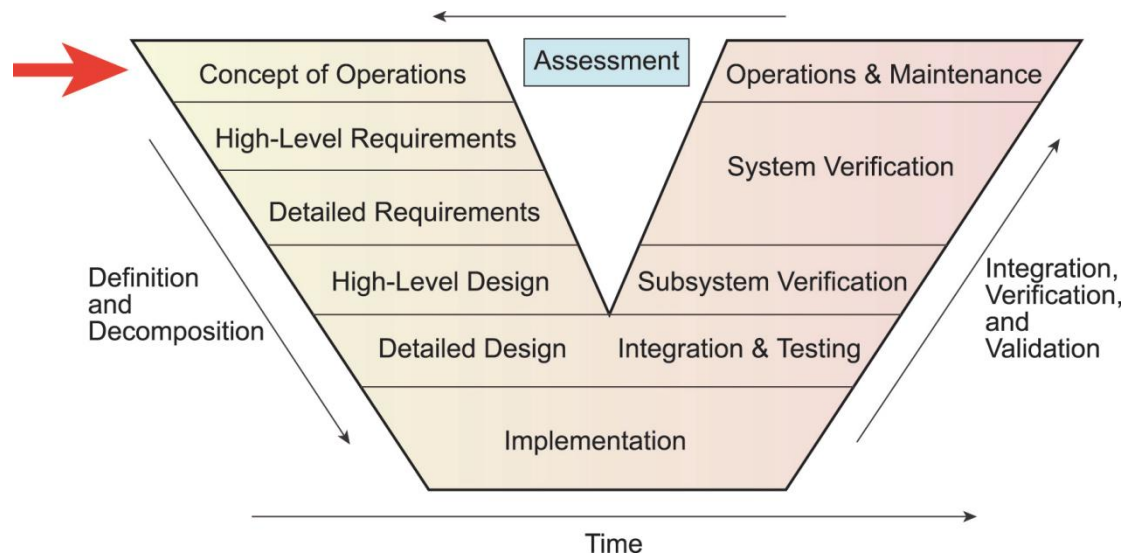 Assessment
Concept of Operations
Operations & Maintenance
High-Level Requirements
System Verification
Detailed Requirements
High-Level Design
Subsystem Verification
Definition
and
Decomposition
Integration,
Verification,
and
Validation
Detailed Design
Integration & Testing
Implementation
Time